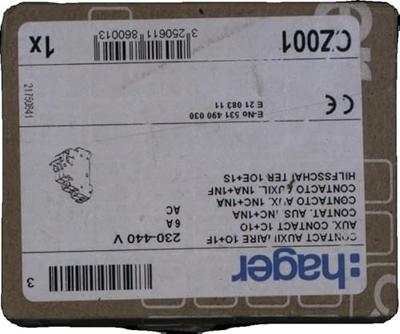 :hager
CONTACT AUXILIAIRE 1O+1F
AUX. CONTACT 1C+1O
CONTAT. AUS. 1NC+1NA
CONTACTO AUX. 1NC+1NA
CONTACTO AUXIL. 1NA+1NF
HILFSSCHALTER 1OE+1S
230-440 V
6 A
AC
3
E-No 531 490 030
E 21 083 11
CE
21750841
CZ001
1x
3 250611 860013